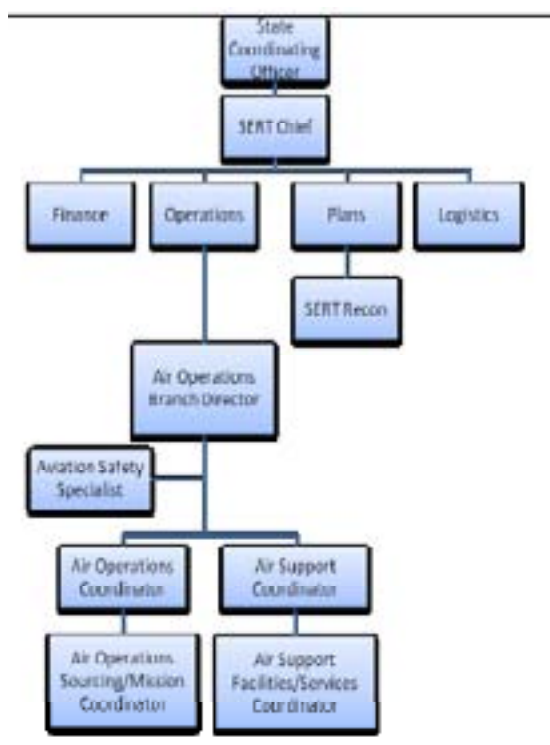 State
Coordinating
Officer
SERT Chief
Finance
Operations
Plans
Logistics
SERT Recon
Air Operations
Branch Director
Aviation Safety
Specialist
Air Operations
Coordinator
Air Support
Coordinator
Air Operations
Sourcing/Mission
Coordinator
Air Support
Facilities/Services
Coordinator